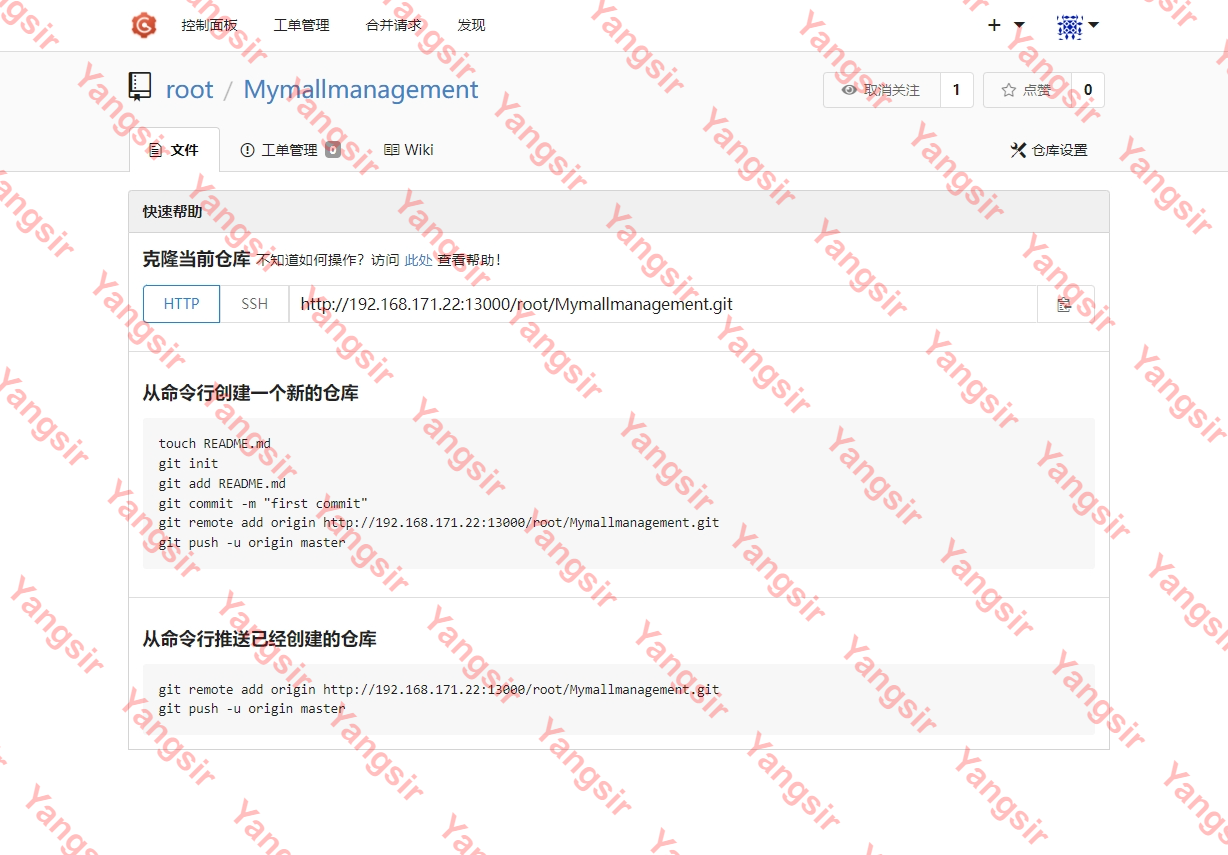 控制面板 工单管理 合并请求 发现
root / Mymallmanagement
取消关注 1 点赞 0
文件 工单管理 0 Wiki 仓库设置
快速帮助
克隆当前仓库 不知道如何操作？访问 此处 查看帮助！
HTTP SSH http://192.168.171.22:13000/root/Mymallmanagement.git
从命令行创建一个新的仓库
touch README.md
git init
git add README.md
git commit -m "first commit"
git remote add origin http://192.168.171.22:13000/root/Mymallmanagement.git
git push -u origin master
从命令行推送已经创建的仓库
git remote add origin http://192.168.171.22:13000/root/Mymallmanagement.git
git push -u origin master
Yangsir